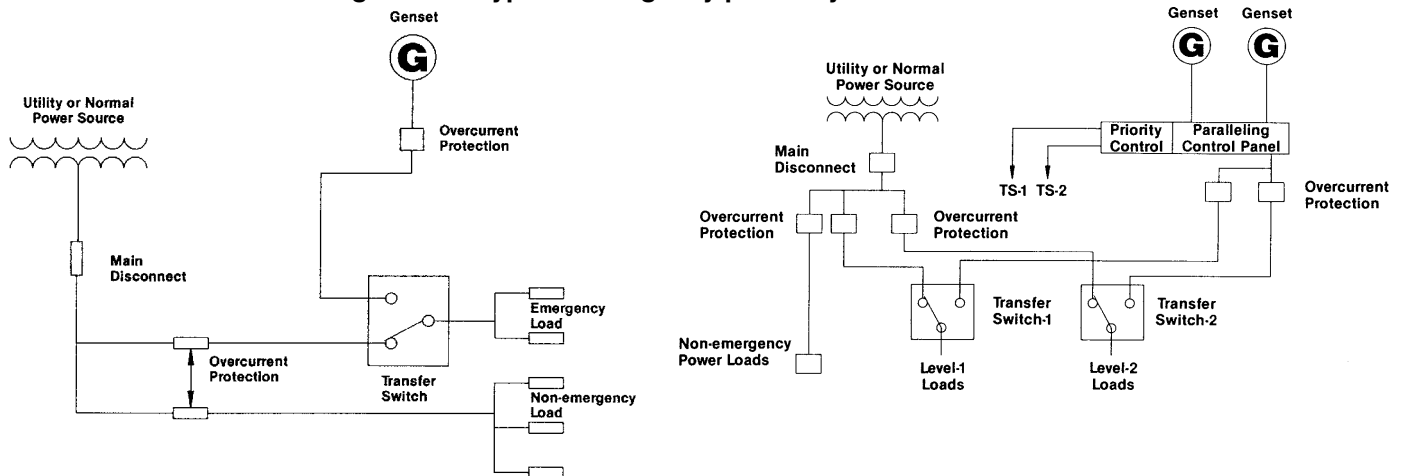 Genset
G
Utility or Normal
Power Source
Overcurrent
Protection
Main
Disconnect
Overcurrent
Protection
Transfer
Switch
Emergency
Load
Non-emergency
Load
Genset Genset
G G
Utility or Normal
Power Source
Priority
Control
Paralleling
Control Panel
Main
Disconnect
TS-1 TS-2
Overcurrent
Protection
Overcurrent
Protection
Overcurrent
Protection
Transfer
Switch-1
Transfer
Switch-2
Non-emergency
Power Loads
Level-1
Loads
Level-2
Loads